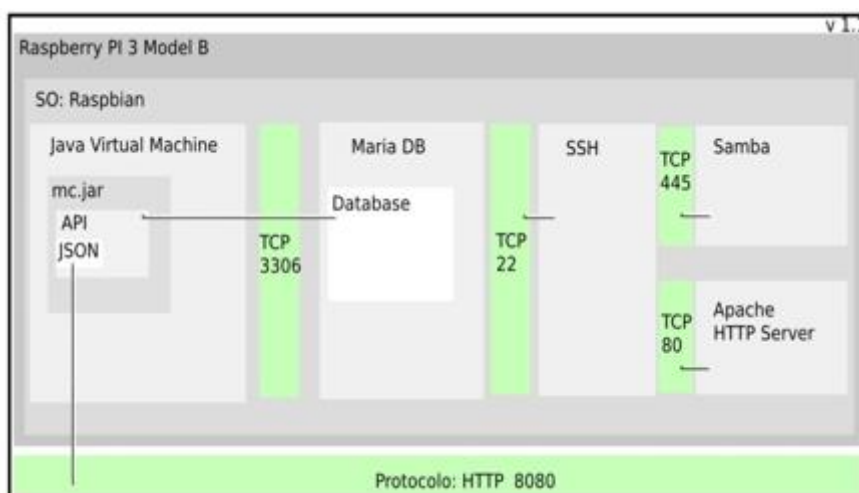 v 1.
Raspberry PI 3 Model B
SO: Raspbian
Java Virtual Machine
mc.jar
API
JSON
TCP
3306
Maria DB
Database
TCP
22
SSH
TCP
445
Samba
TCP
80
Apache
HTTP Server
Protocolo: HTTP 8080